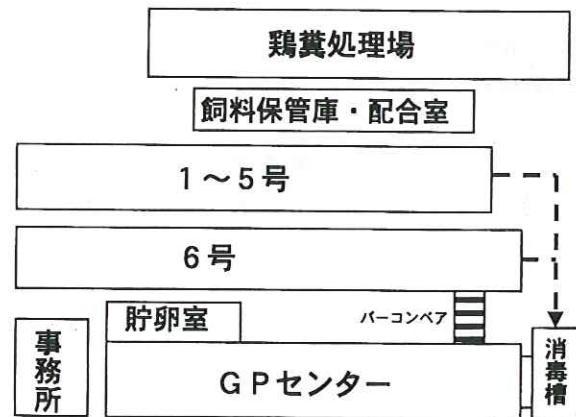 鶏糞処理場
飼料保管庫・配合室
1～5号
6号
貯卵室
バーコンベア
事務所
GPセンター
消毒槽